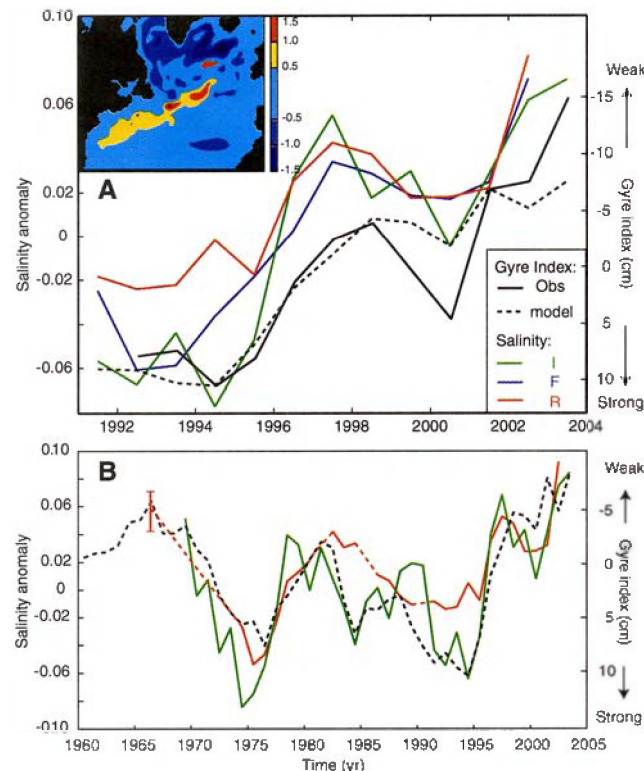 0.10
0.06
0.02
0
-0.02
-0.06
Salinity anomaly
1.5
1.0
0.5
-0.5
-1.0
-1.5
A
Weak
-15
-10
-5
0
5
10
Strong
Gyre index (cm)
Gyre Index:
Obs
model
Salinity:
I
F
R
1992 1994 1996 1998 2000 2002 2004
0.10
0.06
0.02
0
-0.02
-0.06
-0.10
Salinity anomaly
B
Weak
-5
0
5
10
Strong
Gyre index (cm)
1960 1965 1970 1975 1980 1985 1990 1995 2000 2005
Time (yr)